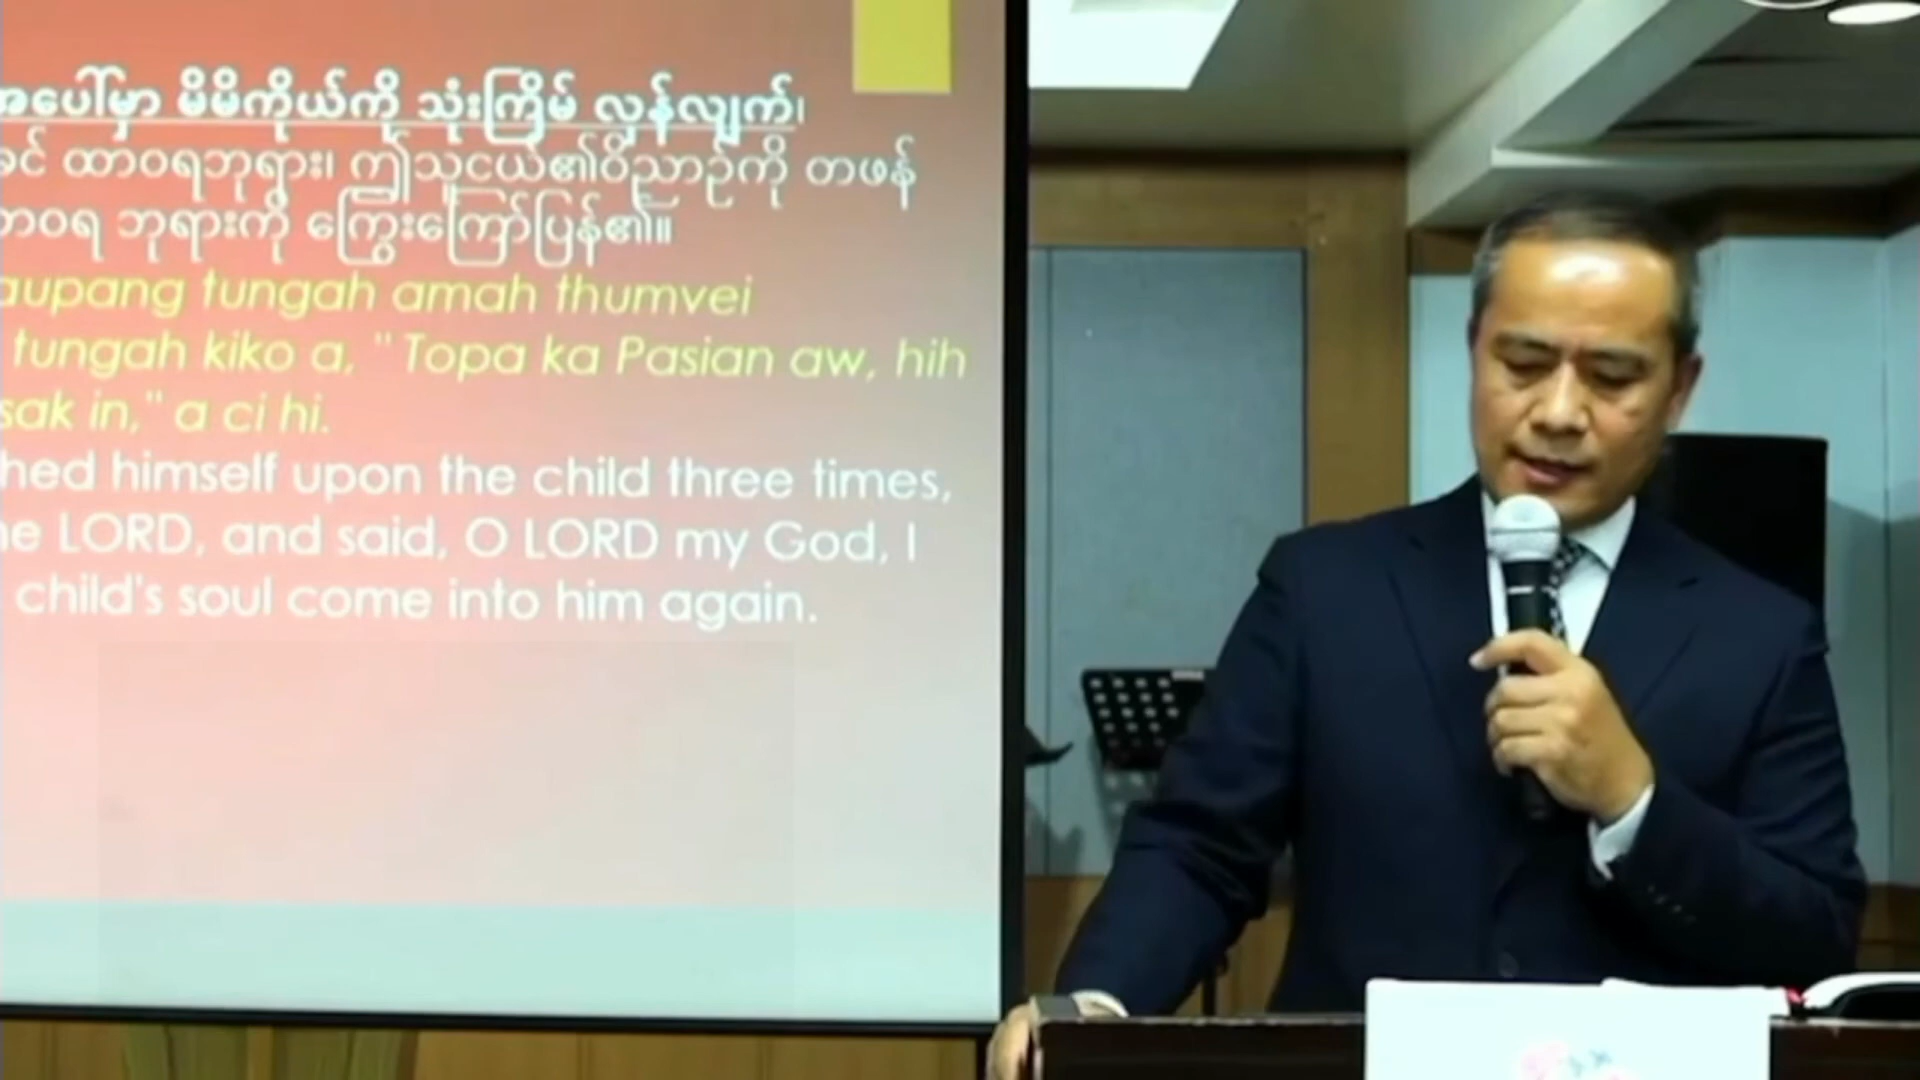 အပေါ်မှာ မိမိကိုယ်ကို သုံးကြိမ် လှန်လျက်၊
ခင် ထာဝရဘုရား၊ ဤသူငယ်၏ဝိညာဉ်ကို တဖန်
ာဝရ ဘုရားကို ကြွေးကြော်ပြန်၏။
aupang tungah amah thumvei
tungah kiko a, "Topa ka Pasian aw, hih
sak in," a ci hi.
hed himself upon the child three times,
he LORD, and said, O LORD my God, I
child's soul come into him again.